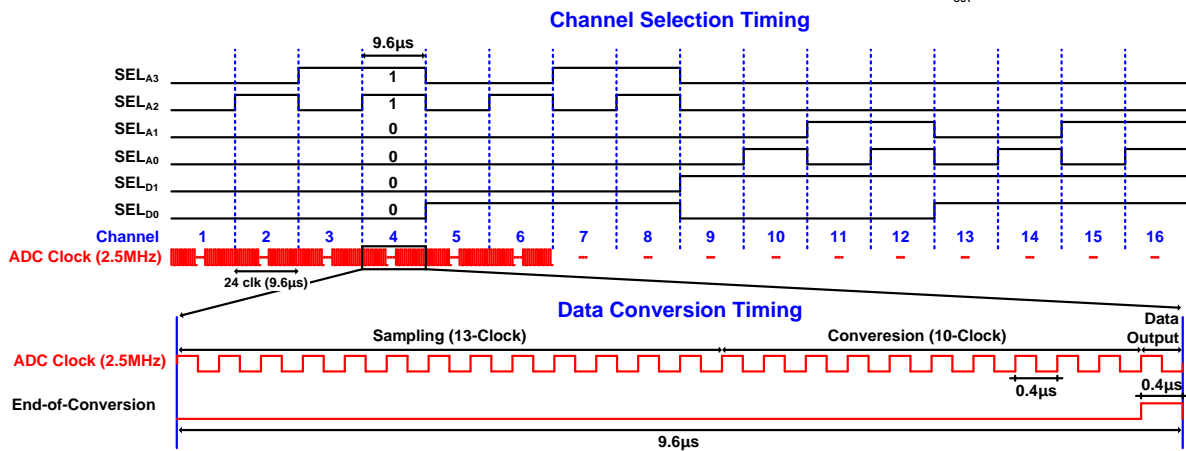 Channel Selection Timing
9.6µs
SELA3
1
SELA2
1
SELA1
0
SELA0
0
SELD1
0
SELD0
0
Channel 1 2 3 4 5 6 7 8 9 10 11 12 13 14 15 16
ADC Clock (2.5MHz)
24 clk (9.6µs)
Data Conversion Timing
Sampling (13-Clock)
Converesion (10-Clock)
Data
Output
ADC Clock (2.5MHz)
0.4µs
0.4µs
End-of-Conversion
9.6µs